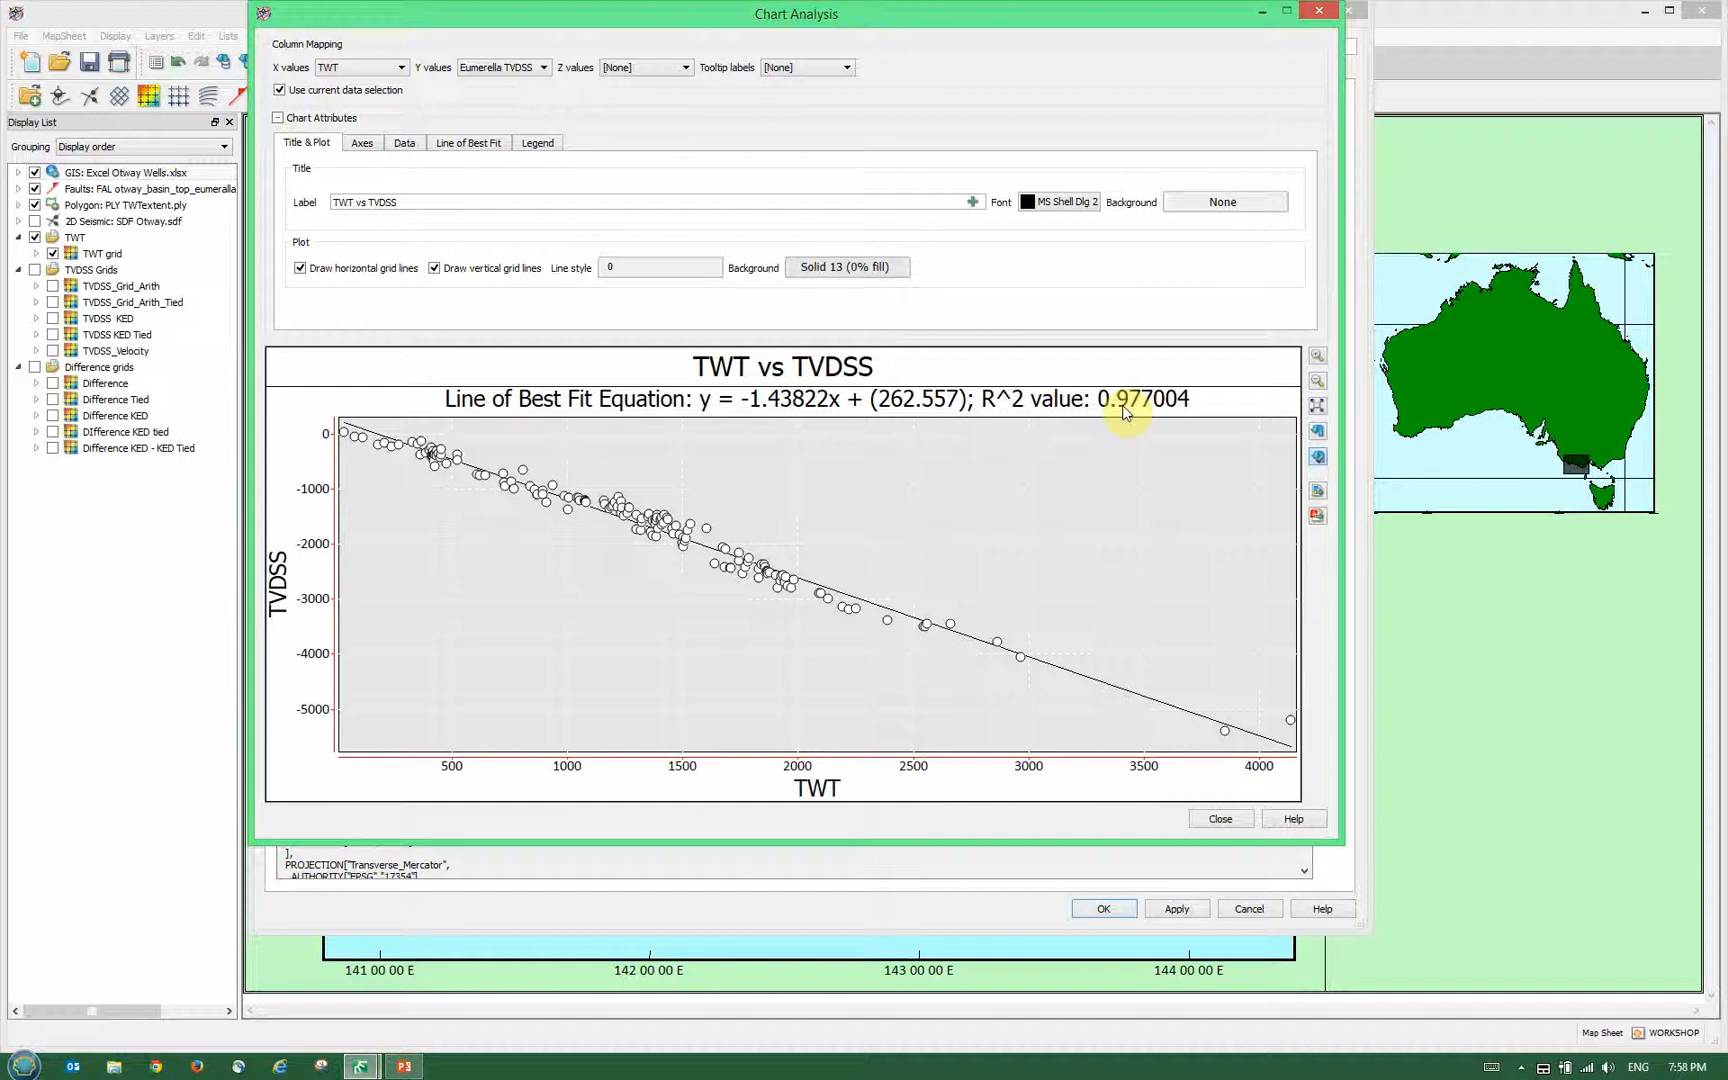 Chart Analysis
File MapSheet Display Layers Edit Lists
Column Mapping
X values TWT Y values Eumerella TVDSS Z values [None] Tooltip labels [None]
Use current data selection
Chart Attributes
Title & Plot Axes Data Line of Best Fit Legend
Title
Label TWT vs TVDSS Font MS Shell Dlg 2 Background None
Plot
Draw horizontal grid lines Draw vertical grid lines Line style 0 Background Solid 13 (0% fill)
Display List
Grouping Display order
GIS: Excel Otway Wells.xlsx
Faults: FAL otway_basin_top_eumeralla
Polygon: PLY TWTextent.ply
2D Seismic: SDF Otway.sdf
TWT
TWT grid
TVDSS Grids
TVDSS_Grid_Arith
TVDSS_Grid_Arith_Tied
TVDSS KED
TVDSS KED Tied
TVDSS_Velocity
Difference grids
Difference
Difference Tied
Difference KED
DIfference KED tied
Difference KED - KED Tied
TWT vs TVDSS
Line of Best Fit Equation: y = -1.43822x + (262.557); R^2 value: 0.977004
0
-1000
-2000
-3000
-4000
-5000
TVDSS
500 1000 1500 2000 2500 3000 3500 4000
TWT
Close Help
],
PROJECTION["Transverse_Mercator",
AUTHORITY["EPSG","17354"]
OK Apply Cancel Help
141 00 00 E 142 00 00 E 143 00 00 E 144 00 00 E
Map Sheet WORKSHOP
ENG 7:58 PM